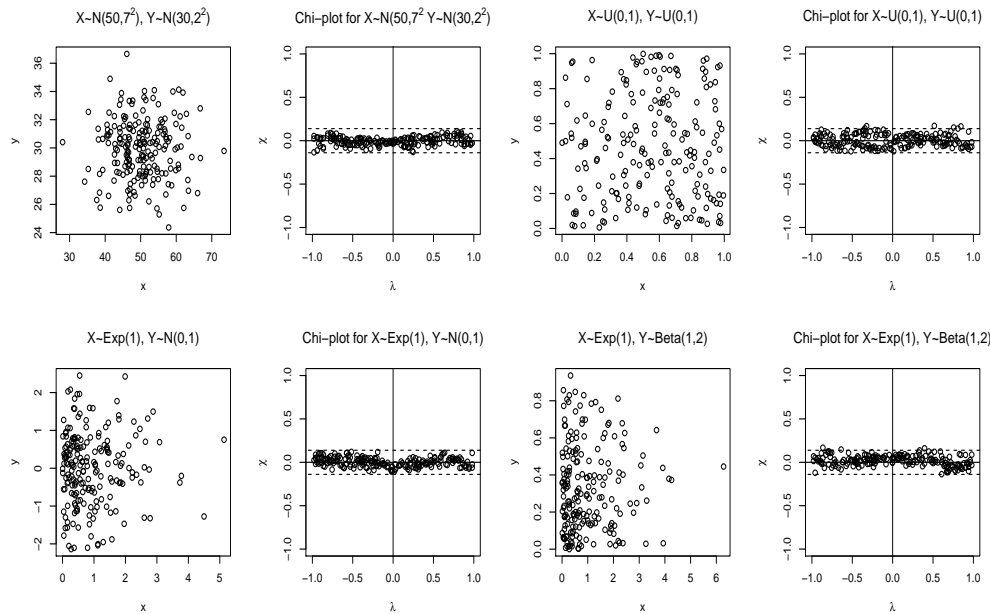 X~N(50,7²), Y~N(30,2²)
y
24 26 28 30 32 34 36
30 40 50 60 70
x
Chi−plot for X~N(50,7² Y~N(30,2²)
χ
−1.0 −0.5 0.0 0.5 1.0
−1.0 −0.5 0.0 0.5 1.0
λ
X~U(0,1), Y~U(0,1)
y
0.0 0.2 0.4 0.6 0.8 1.0
0.0 0.2 0.4 0.6 0.8 1.0
x
Chi−plot for X~U(0,1), Y~U(0,1)
χ
−1.0 −0.5 0.0 0.5 1.0
−1.0 −0.5 0.0 0.5 1.0
λ
X~Exp(1), Y~N(0,1)
y
−2 −1 0 1 2
0 1 2 3 4 5
x
Chi−plot for X~Exp(1), Y~N(0,1)
χ
−1.0 −0.5 0.0 0.5 1.0
−1.0 −0.5 0.0 0.5 1.0
λ
X~Exp(1), Y~Beta(1,2)
y
0.0 0.2 0.4 0.6 0.8
0 1 2 3 4 5 6
x
Chi−plot for X~Exp(1), Y~Beta(1,2)
χ
−1.0 −0.5 0.0 0.5 1.0
−1.0 −0.5 0.0 0.5 1.0
λ